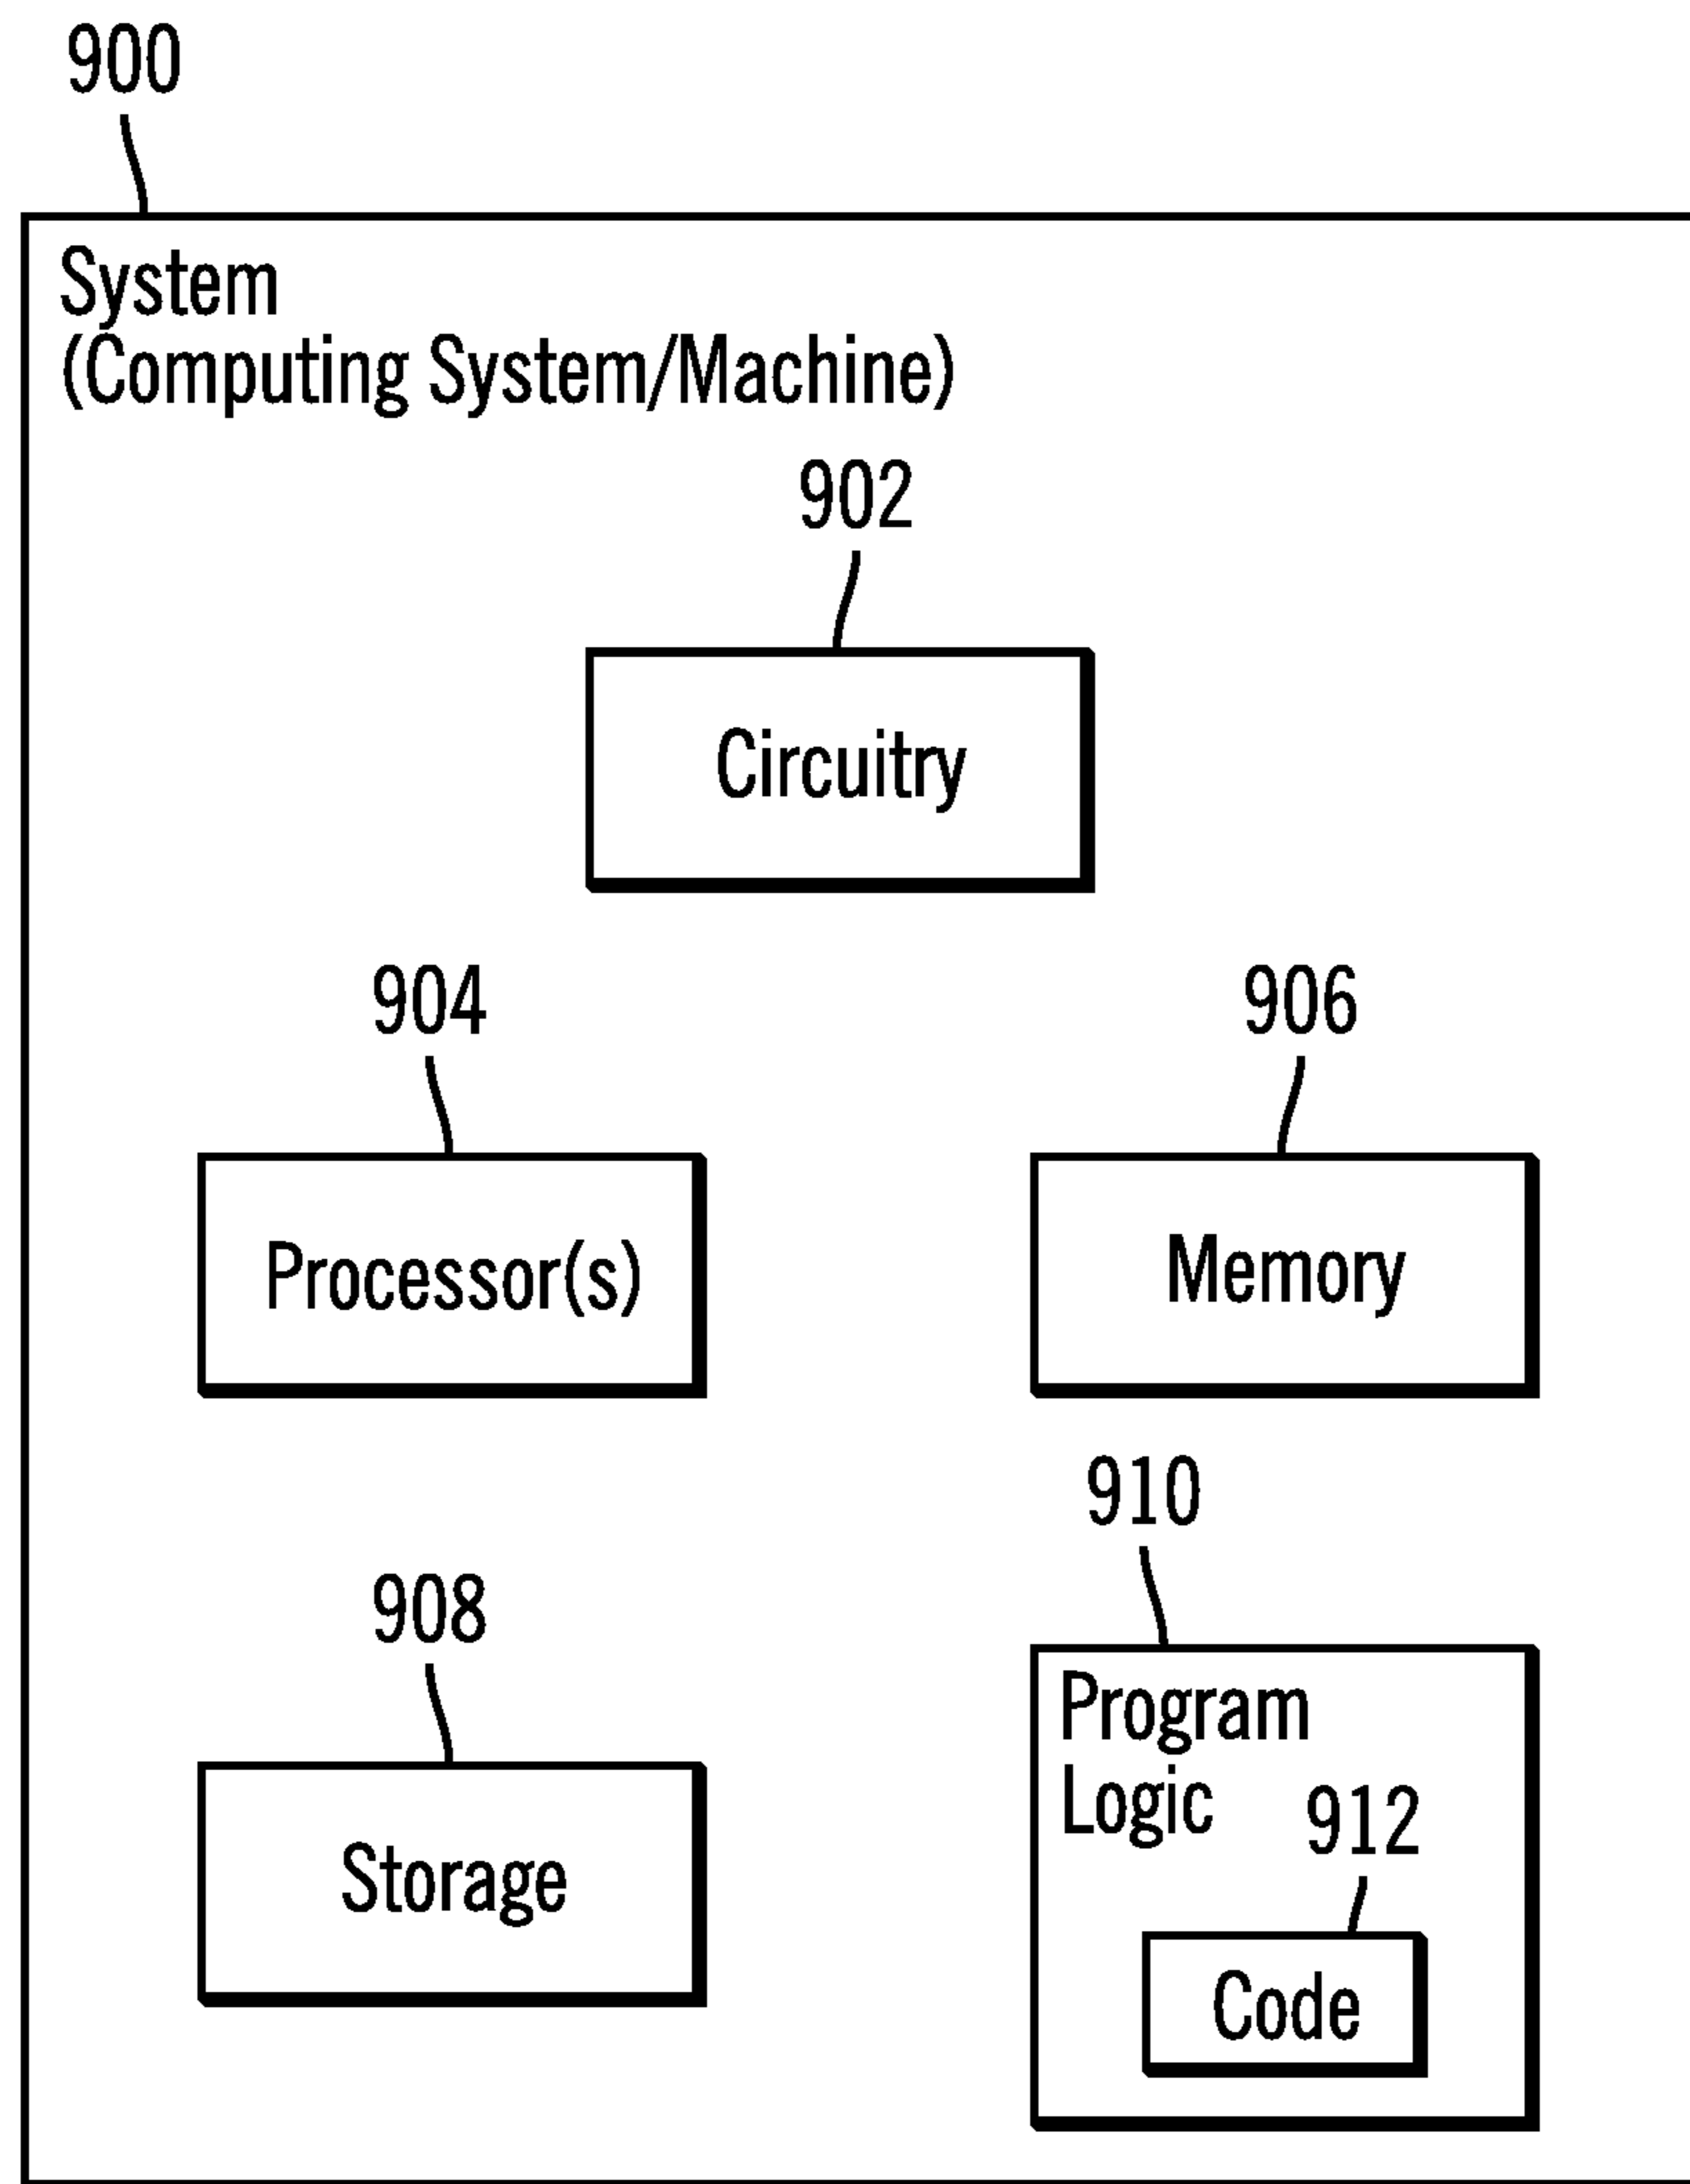 900
System
(Computing System/Machine)
902
Circuitry
904
906
Processor(s)
Memory
910
908
Program
Logic
912
Storage
Code